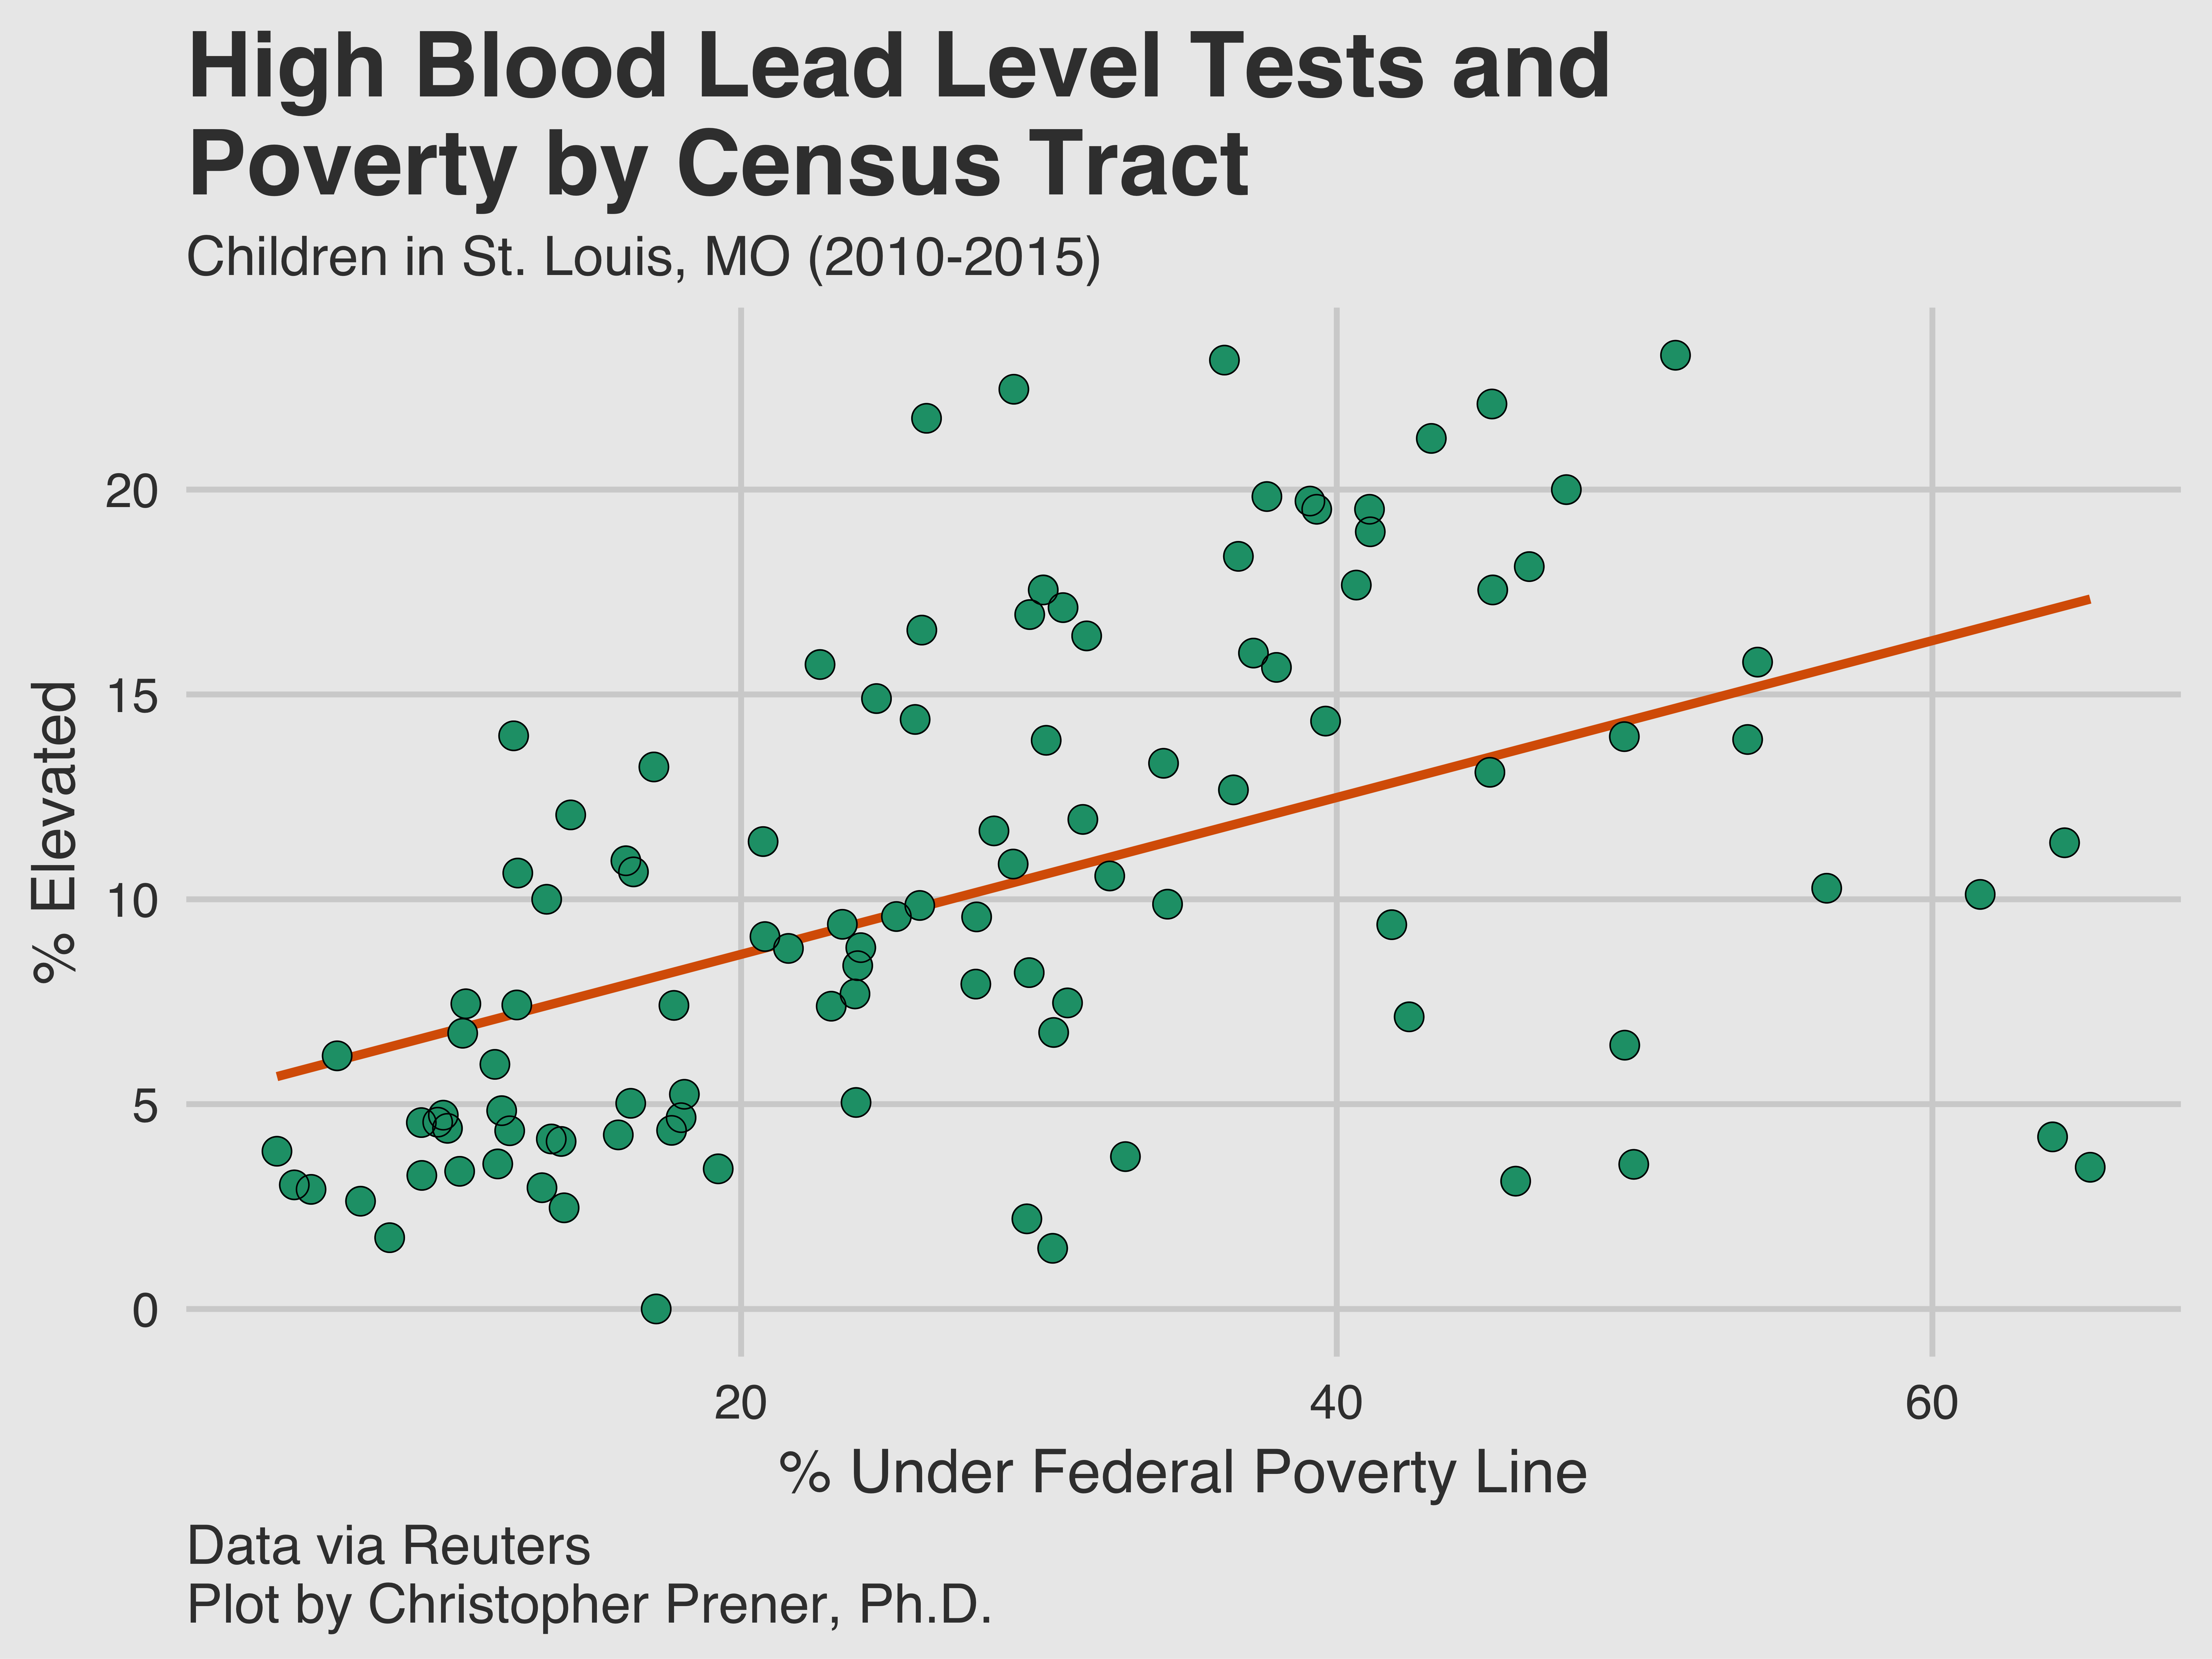 High Blood Lead Level Tests and
Poverty by Census Tract
Children in St. Louis, MO (2010-2015)
% Elevated
20
15
10
5
0
20 40 60
% Under Federal Poverty Line
Data via Reuters
Plot by Christopher Prener, Ph.D.